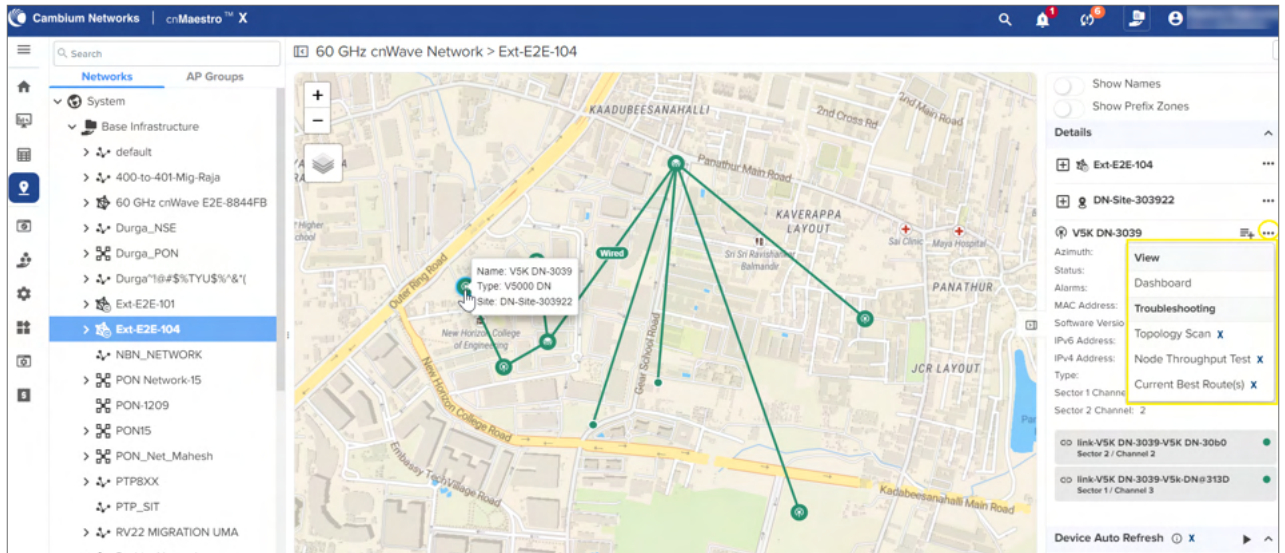 Cambium Networks | cnMaestro™ X
1
9
Search
Networks AP Groups
System
Base Infrastructure
default
400-to-401-Mig-Raja
60 GHz cnWave E2E-8844FB
Durga_NSE
Durga_PON
Durga"!@#$%TYU$%^&*(
Ext-E2E-101
Ext-E2E-104
NBN_NETWORK
PON Network-15
PON-1209
PON15
PON_Net_Mahesh
PTP8XX
PTP_SIT
RV22 MIGRATION UMA
60 GHz cnWave Network > Ext-E2E-104
+
−
KAADUBEESANAHALLI
2nd Cross Rd
2nd Main Road
Panathur Main Road
KAVERAPPA
LAYOUT
Sai Clinic
Maya Hospital
Sri Sri Ravishankar
Balmandir
PANATHUR
Higher
chool
Outer Ring Road
Wired
Name: V5K DN-3039
Type: V5000 DN
Site: DN-Site-303922
New Horizon College
of Engineering
Gear School Road
JCR LAYOUT
New Horizon College Road
Embassy TechVillage Road
Kadabeesanahalli Main Road
Pan
Show Names
Show Prefix Zones
Details
Ext-E2E-104
DN-Site-303922
V5K DN-3039
Azimuth:
Status:
Alarms:
MAC Address:
Software Versio
IPv6 Address:
IPv4 Address:
Type:
Sector 1 Channe
Sector 2 Channel: 2
View
Dashboard
Troubleshooting
Topology Scan X
Node Throughput Test X
Current Best Route(s) X
link-V5K DN-3039-V5K DN-30b0
Sector 2 / Channel 2
link-V5K DN-3039-V5k-DN@313D
Sector 1 / Channel 3
Device Auto Refresh X